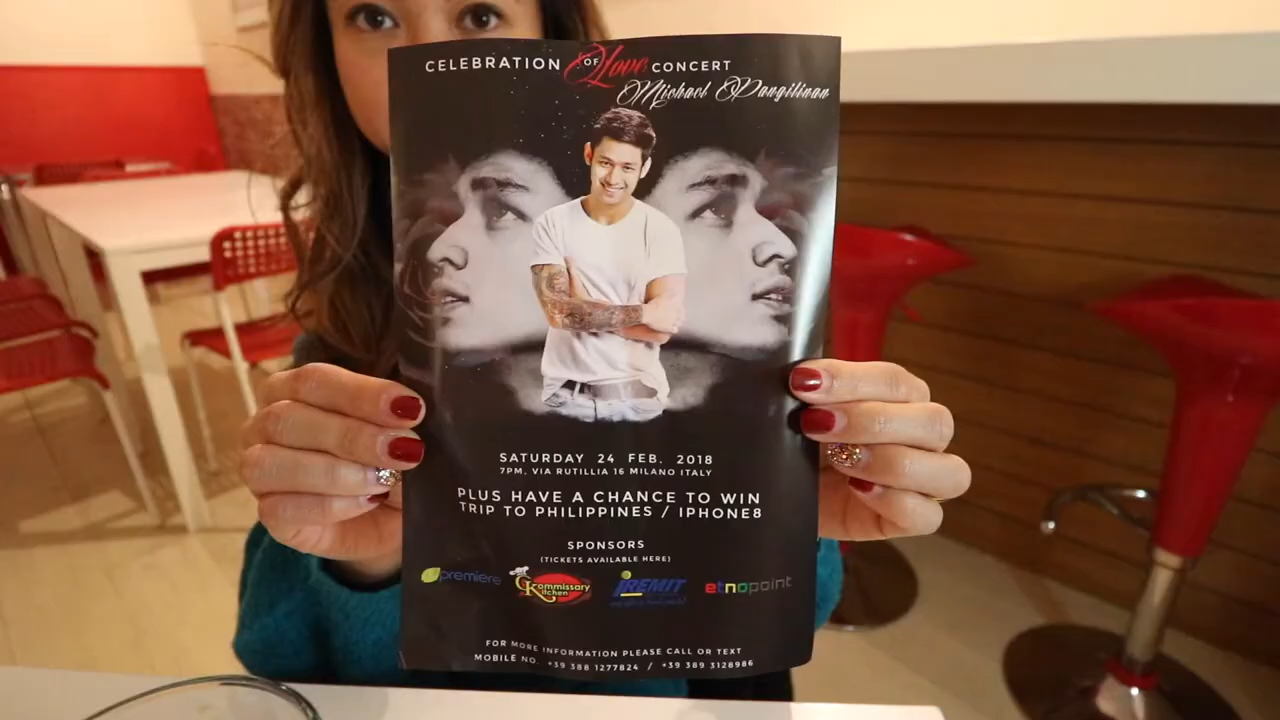 CELEBRATION OF Love CONCERT
Michael Pangilinan
SATURDAY 24 FEB. 2018
7PM, VIA RUTILLIA 16 MILANO ITALY
PLUS HAVE A CHANCE TO WIN
TRIP TO PHILIPPINES / IPHONE8
SPONSORS
(TICKETS AVAILABLE HERE)
premiere Kommissary Kitchen IREMIT etnopoint
FOR MORE INFORMATION PLEASE CALL OR TEXT
MOBILE NO. +39 388 1277824 / +39 389 3128986